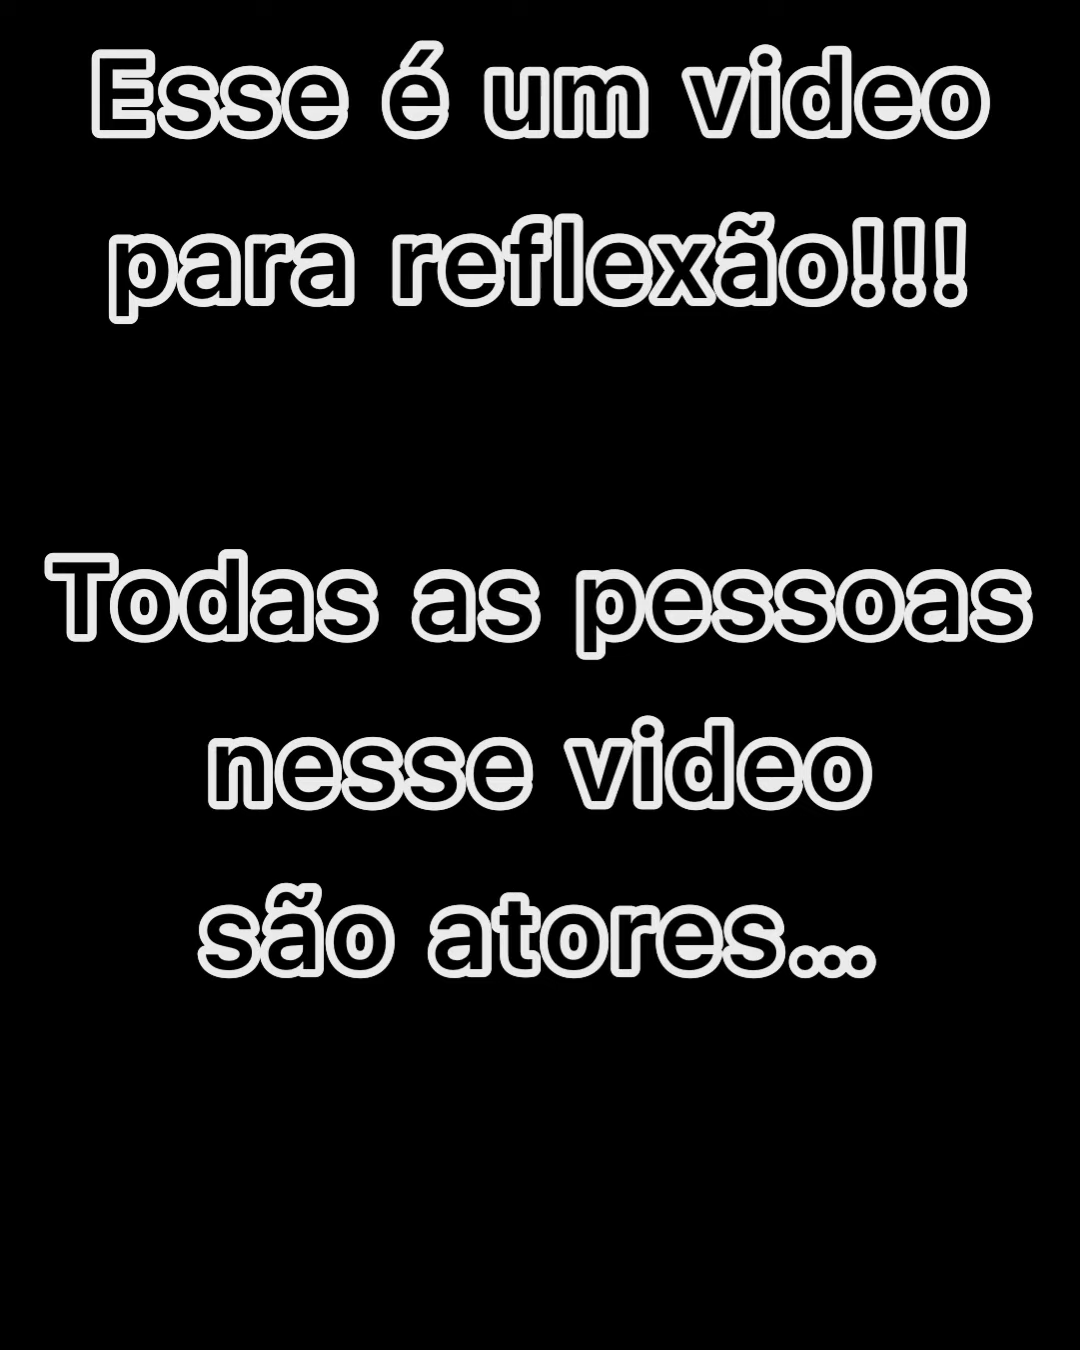 Esse é um video
para reflexão!!!
Todas as pessoas
nesse video
são atores...